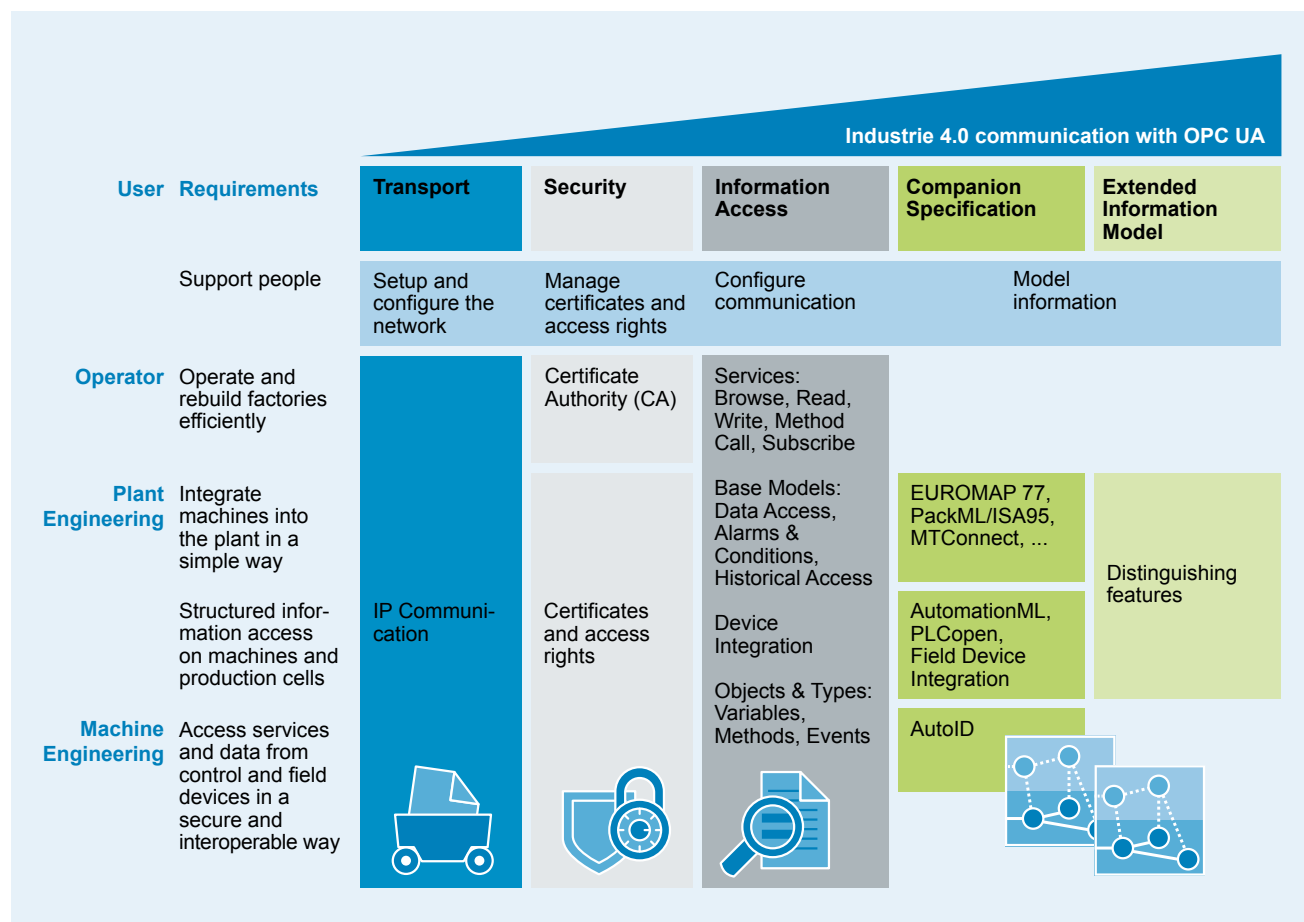 Industrie 4.0 communication with OPC UA
User Requirements
Transport
Security
Information
Access
Companion
Specification
Extended
Information
Model
Support people
Setup and
configure the
network
Manage
certificates and
access rights
Configure
communication
Model
information
Operator
Operate and
rebuild factories
efficiently
Certificate
Authority (CA)
Services:
Browse, Read,
Write, Method
Call, Subscribe
Plant
Engineering
Integrate
machines into
the plant in a
simple way
Base Models:
Data Access,
Alarms &
Conditions,
Historical Access
EUROMAP 77,
PackML/ISA95,
MTConnect, ...
Distinguishing
features
Structured infor-
mation access
on machines and
production cells
IP Communi-
cation
Certificates
and access
rights
Device
Integration
AutomationML,
PLCopen,
Field Device
Integration
Objects & Types:
Variables,
Methods, Events
Machine
Engineering
Access services
and data from
control and field
devices in a
secure and
interoperable way
AutoID